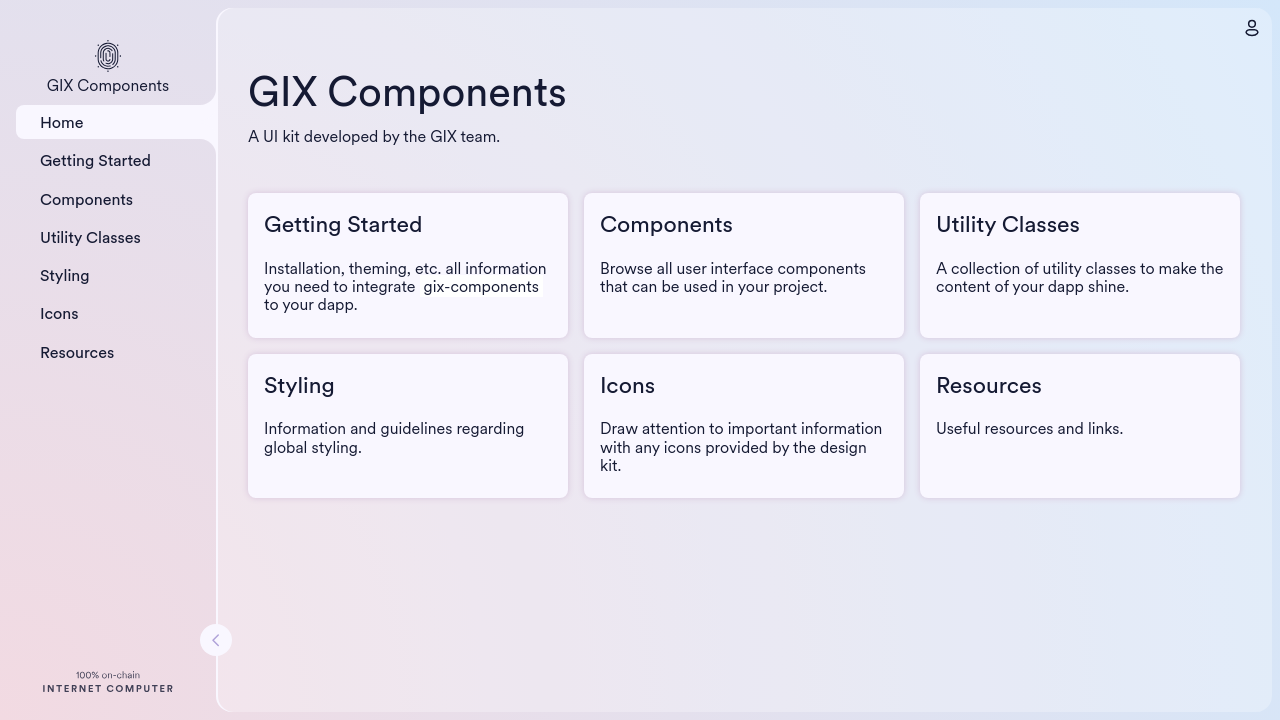 GIX Components
Home
Getting Started
Components
Utility Classes
Styling
Icons
Resources
100% on-chain
INTERNET COMPUTER
GIX Components
A UI kit developed by the GIX team.
Getting Started
Installation, theming, etc. all information
you need to integrate gix-components
to your dapp.
Components
Browse all user interface components
that can be used in your project.
Utility Classes
A collection of utility classes to make the
content of your dapp shine.
Styling
Information and guidelines regarding
global styling.
Icons
Draw attention to important information
with any icons provided by the design
kit.
Resources
Useful resources and links.